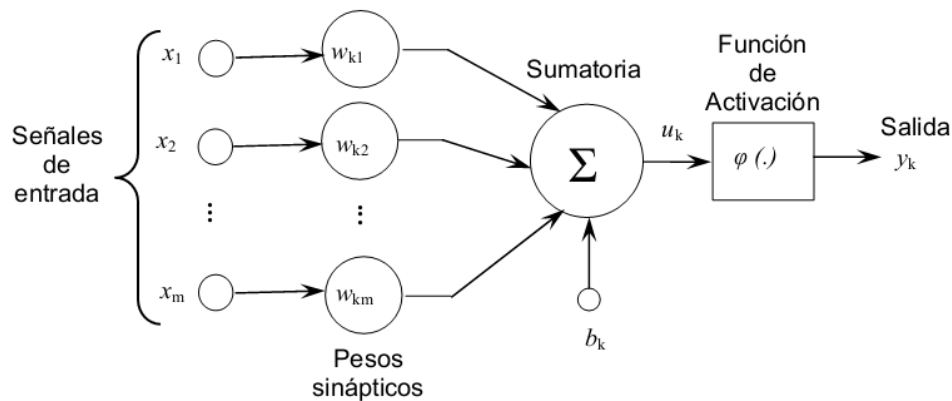 Señales
de
entrada
x1
x2
⋮
xm
wk1
wk2
⋮
wkm
Pesos
sinápticos
Sumatoria
Σ
bk
uk
Función
de
Activación
φ (.)
Salida
yk